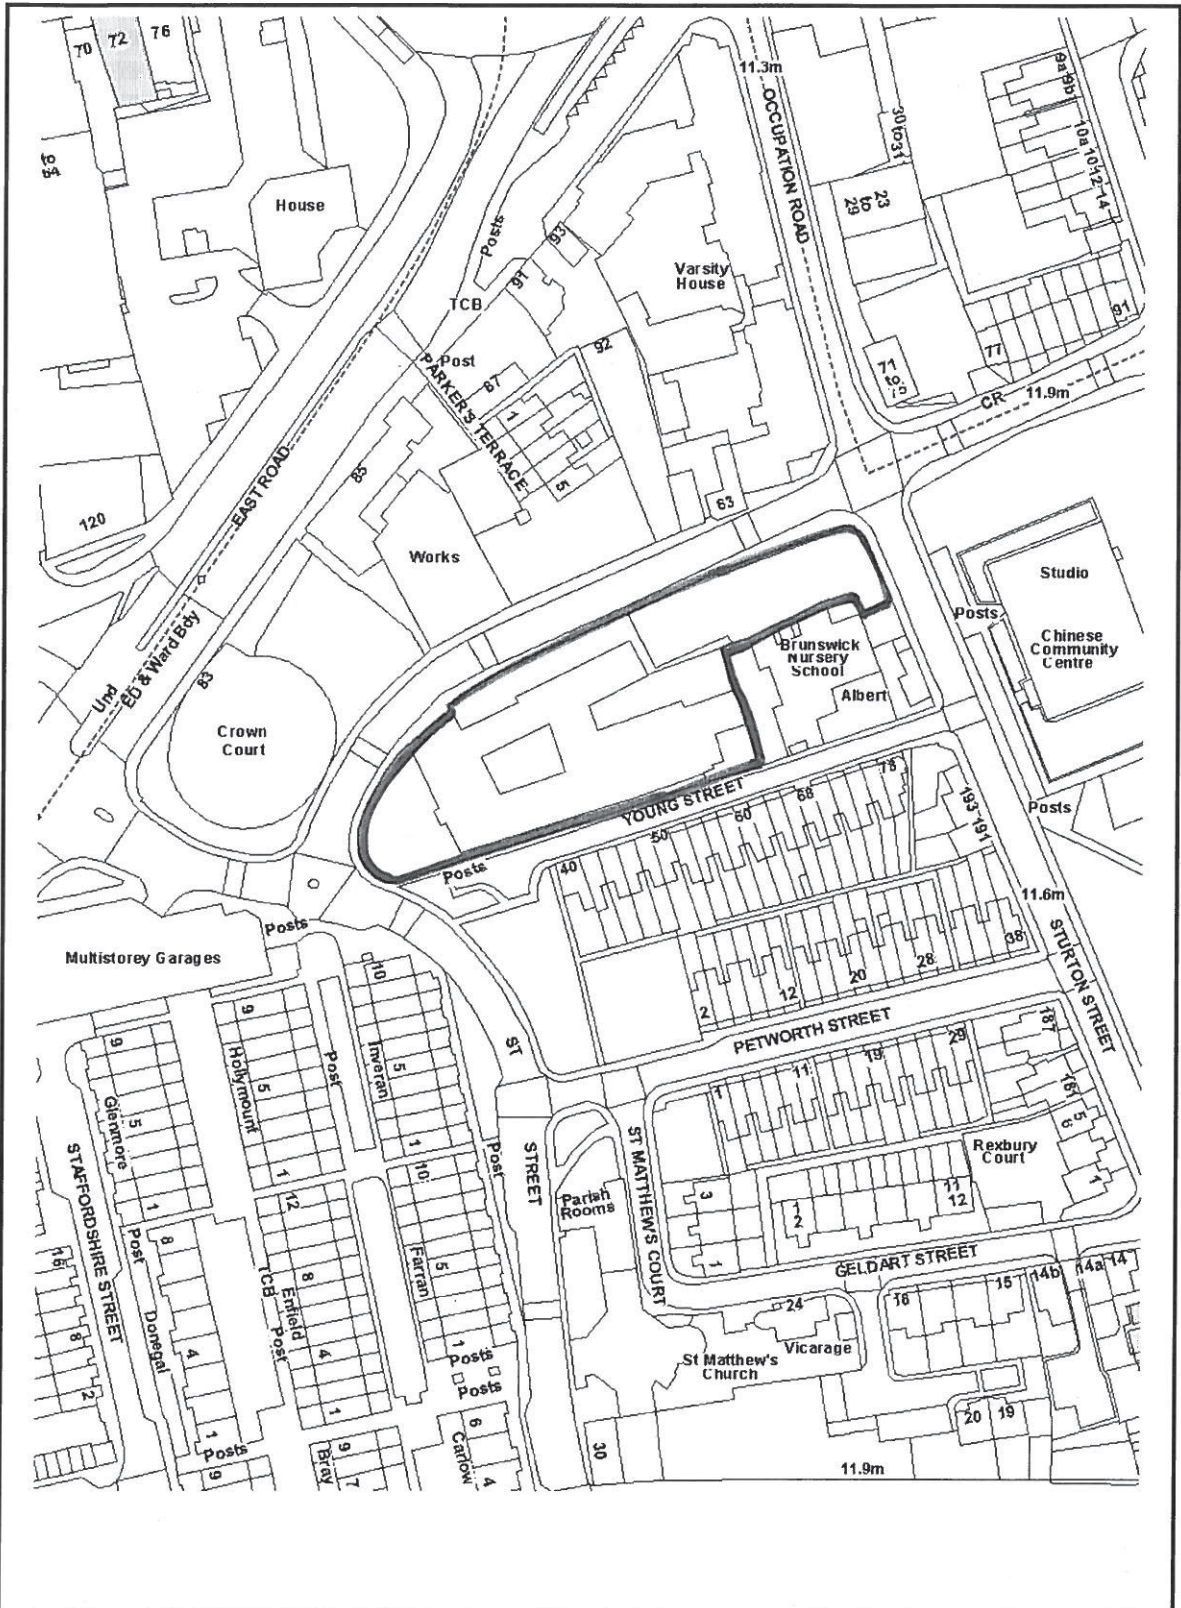 70
72
76
to
64
House
11.3m
OCCUPATION ROAD
30 to 31
9a 9b
10a 10 12 14
23
to
29
Posts
93
91
TCB
Varsity
House
91
77
71
CR
11.9m
Post
PARKER'S TERRACE
87
92
1
5
EAST ROAD
85
120
Works
63
Studio
Posts
Chinese
Community
Centre
Brunswick
Nursery
School
Albert
Und
ED & Ward Bdy
83
Crown
Court
YOUNG STREET
40
50
60
68
78
Posts
193 191
Posts
11.6m
STURTON STREET
Multistorey Garages
Posts
2
12
20
28
38
PETWORTH STREET
ST
STREET
10
Inveran
5
1
9
Hollymount
5
1
Post
9
Glenmore
5
1
Post
1
11
19
29
187
181
5
6
1
Rexbury
Court
ST MATTHEW'S COURT
Parish
Rooms
3
1
1
2
11
12
GELDART STREET
16
15
14b
14a
14
24
Vicarage
St Matthew's
Church
20
19
STAFFORDSHIRE STREET
16
8
2
8
Donegal
4
1
Posts
TCB
12
8
Enfield
Post
4
1
10
Farran
5
1
Post
Posts
Posts
9
9
Bray
7
6
Carlow
4
30
11.9m